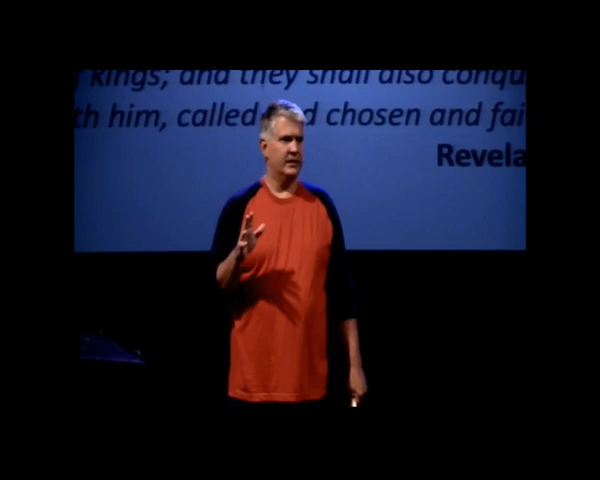 kings; and they shall also conqu
th him, called chosen and fai
Revela